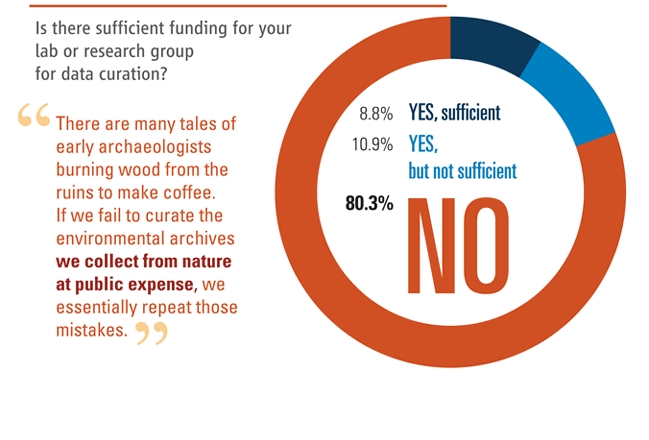 Is there sufficient funding for your
lab or research group
for data curation?
“ There are many tales of
early archaeologists
burning wood from the
ruins to make coffee.
If we fail to curate the
environmental archives
we collect from nature
at public expense, we
essentially repeat those
mistakes. ”
8.8% YES, sufficient
10.9% YES,
but not sufficient
80.3% NO